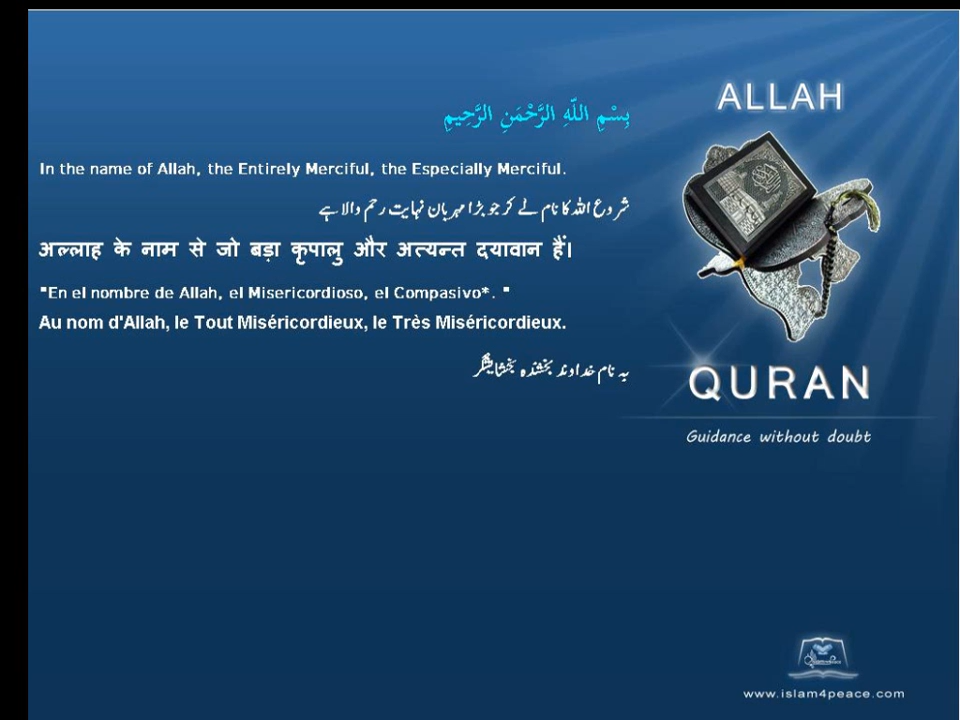 بِسْمِ اللّهِ الرَّحْمَنِ الرَّحِيمِ
In the name of Allah, the Entirely Merciful, the Especially Merciful.
شروع الله کا نام لے کر جو بڑا مہربان نہایت رحم والا ہے
अल्लाह के नाम से जो बड़ा कृपालु और अत्यन्त दयावान हैं।
"En el nombre de Allah, el Misericordioso, el Compasivo*. "
Au nom d'Allah, le Tout Miséricordieux, le Très Miséricordieux.
به نام خداوند بخشنده بخشایشگر
ALLAH
QURAN
Guidance without doubt
www.islam4peace.com